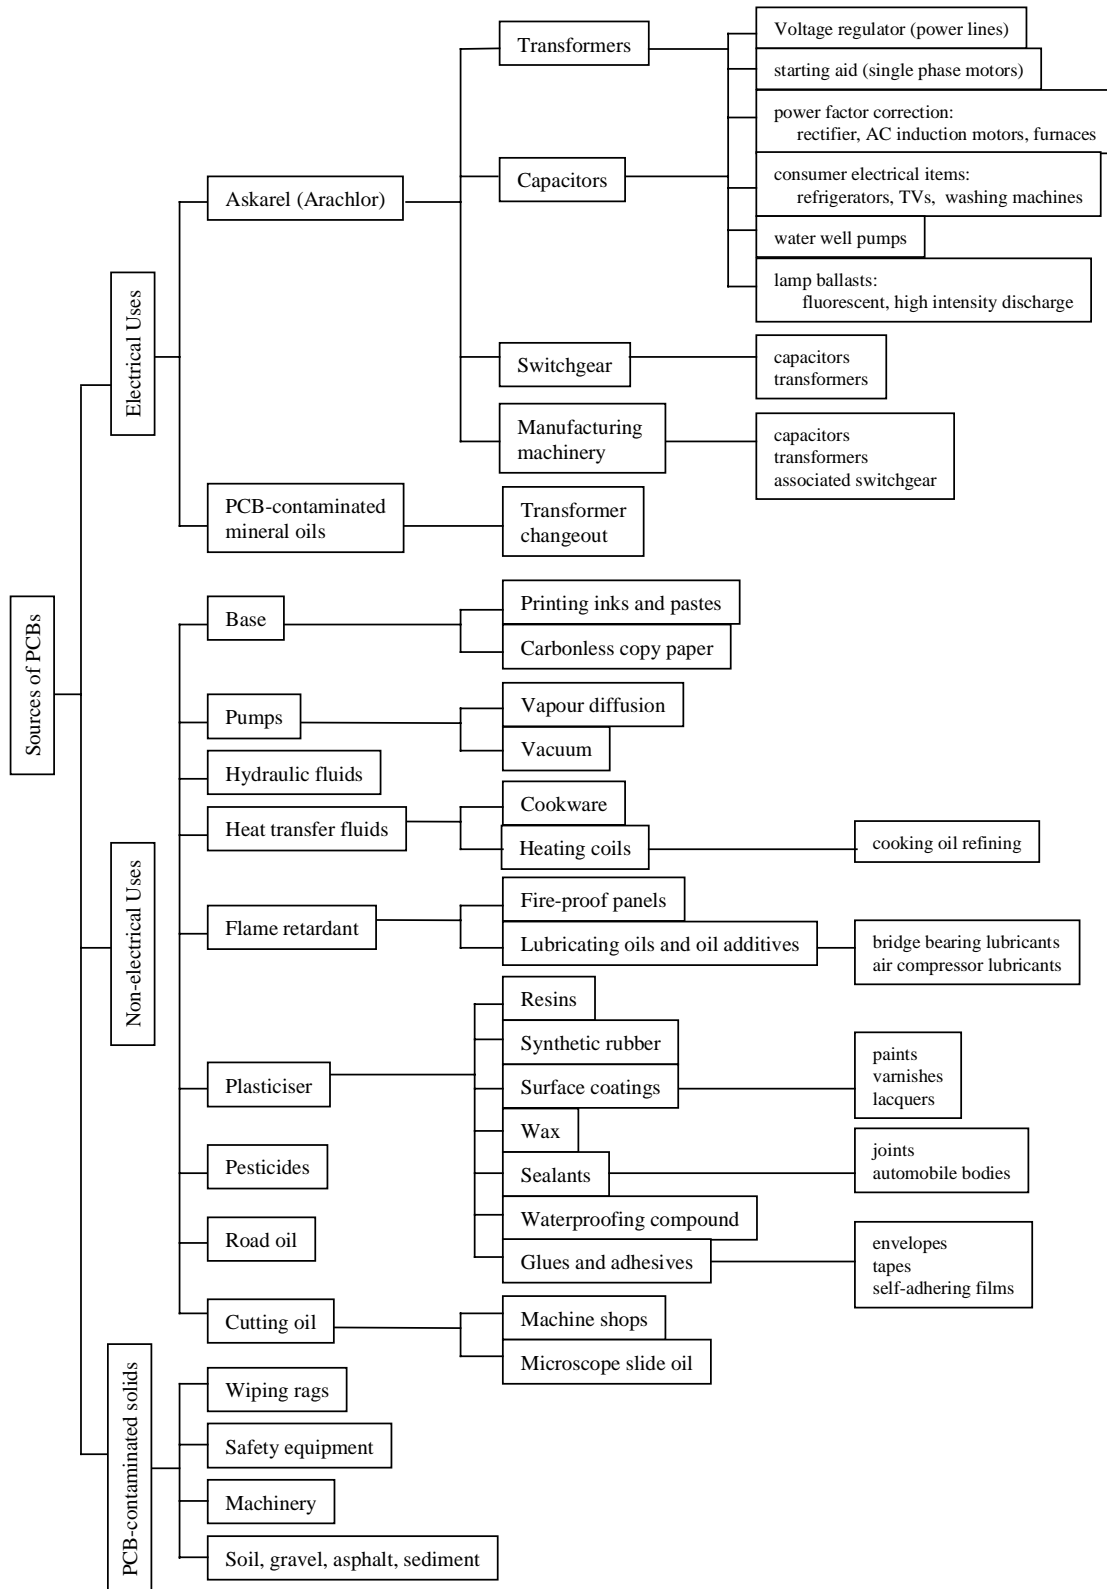 Sources of PCBs
Electrical Uses
Askarel (Arachlor)
Transformers
Voltage regulator (power lines)
starting aid (single phase motors)
power factor correction:
rectifier, AC induction motors, furnaces
Capacitors
consumer electrical items:
refrigerators, TVs, washing machines
water well pumps
lamp ballasts:
fluorescent, high intensity discharge
Switchgear
capacitors
transformers
Manufacturing
machinery
capacitors
transformers
associated switchgear
PCB-contaminated
mineral oils
Transformer
changeout
Non-electrical Uses
Base
Printing inks and pastes
Carbonless copy paper
Pumps
Vapour diffusion
Vacuum
Hydraulic fluids
Heat transfer fluids
Cookware
Heating coils
cooking oil refining
Flame retardant
Fire-proof panels
Lubricating oils and oil additives
bridge bearing lubricants
air compressor lubricants
Plasticiser
Resins
Synthetic rubber
Surface coatings
paints
varnishes
lacquers
Wax
Sealants
joints
automobile bodies
Waterproofing compound
Glues and adhesives
envelopes
tapes
self-adhering films
Pesticides
Road oil
Cutting oil
Machine shops
Microscope slide oil
PCB-contaminated solids
Wiping rags
Safety equipment
Machinery
Soil, gravel, asphalt, sediment